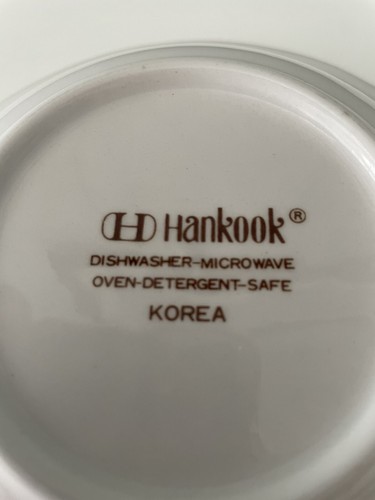 H Hankook®
DISHWASHER-MICROWAVE
OVEN-DETERGENT-SAFE
KOREA